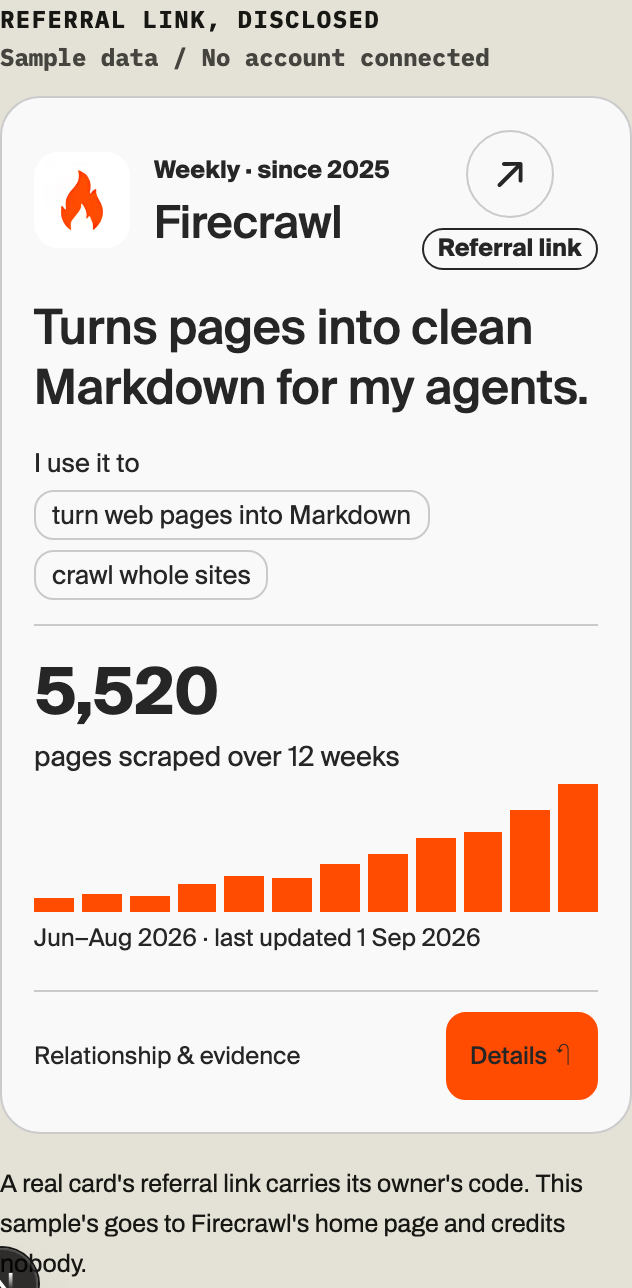 REFERRAL LINK, DISCLOSED
Sample data / No account connected
Weekly · since 2025
Firecrawl
Referral link
Turns pages into clean
Markdown for my agents.
I use it to
turn web pages into Markdown
crawl whole sites
5,520
pages scraped over 12 weeks
Jun–Aug 2026 · last updated 1 Sep 2026
Relationship & evidence
Details
A real card's referral link carries its owner's code. This
sample's goes to Firecrawl's home page and credits
nobody.